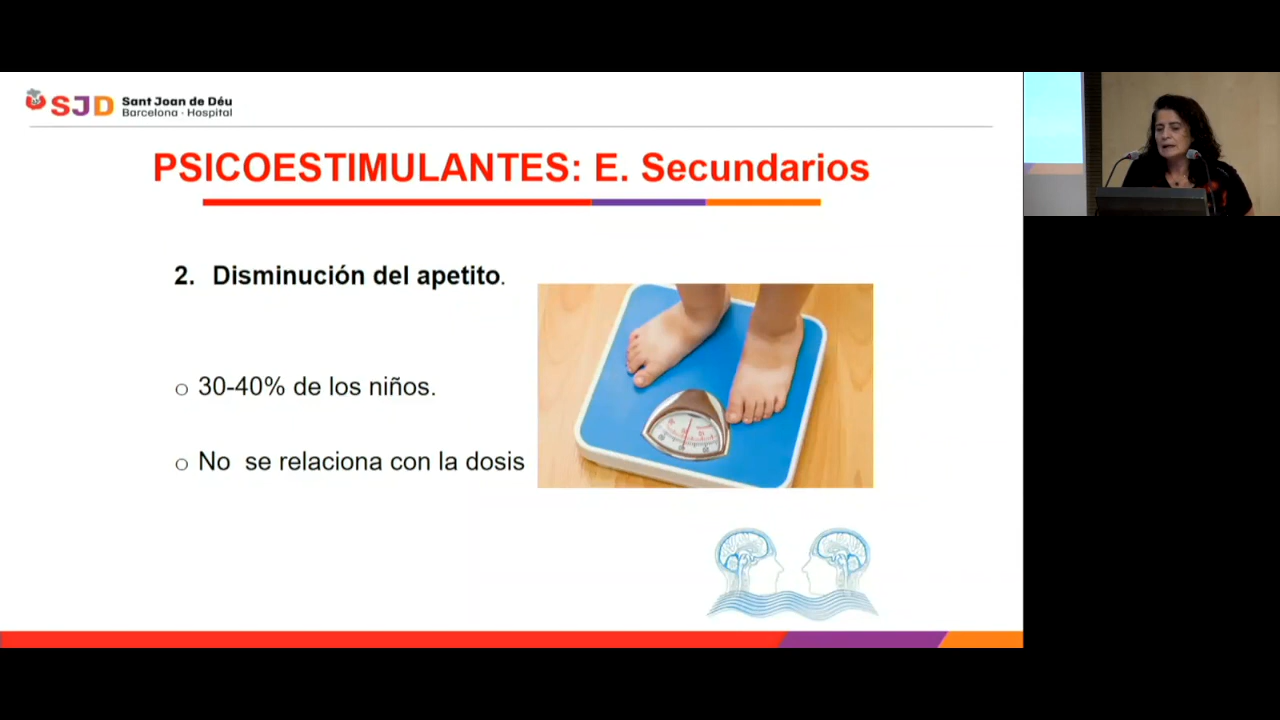 SJD Sant Joan de Déu
Barcelona · Hospital
PSICOESTIMULANTES: E. Secundarios
2. Disminución del apetito.
o 30-40% de los niños.
o No se relaciona con la dosis